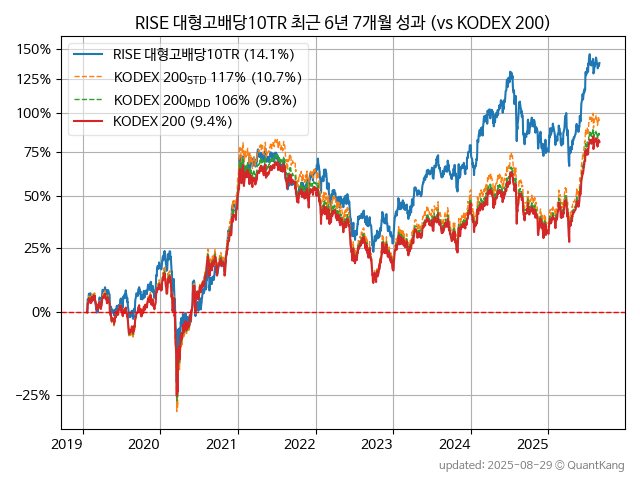 RISE 대형고배당10TR 최근 6년 7개월 성과 (vs KODEX 200)
RISE 대형고배당10TR (14.1%)
KODEX 200STD 117% (10.7%)
KODEX 200MDD 106% (9.8%)
KODEX 200 (9.4%)
150%
125%
100%
75%
50%
25%
0%
−25%
2019 2020 2021 2022 2023 2024 2025
updated: 2025-08-29 © QuantKang